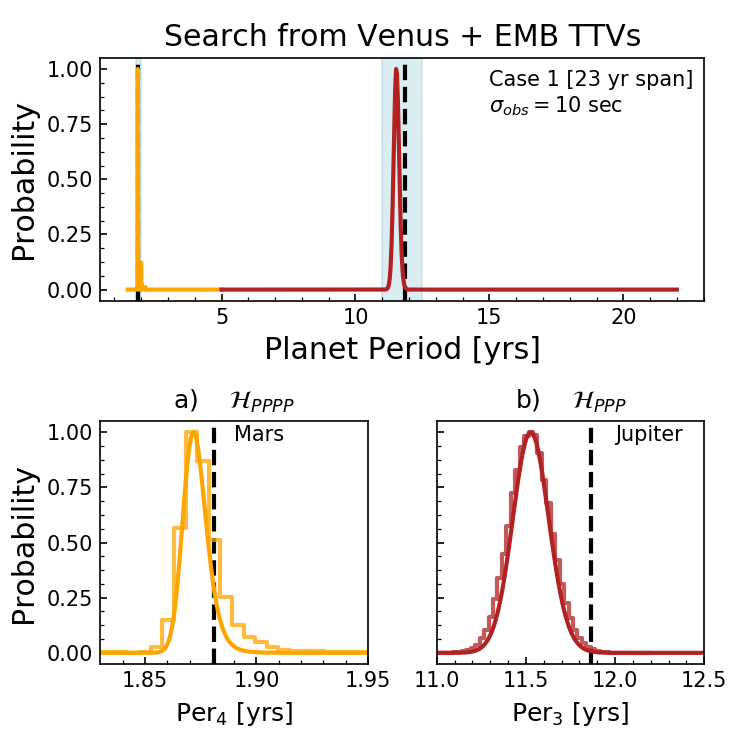 Search from Venus + EMB TTVs
Case 1 [23 yr span]
σ_obs = 10 sec
Probability
1.00
0.75
0.50
0.25
0.00
5 10 15 20
Planet Period [yrs]
a) ℋ_PPPP
Mars
Probability
1.00
0.75
0.50
0.25
0.00
1.85 1.90 1.95
Per₄ [yrs]
b) ℋ_PPP
Jupiter
11.0 11.5 12.0 12.5
Per₃ [yrs]